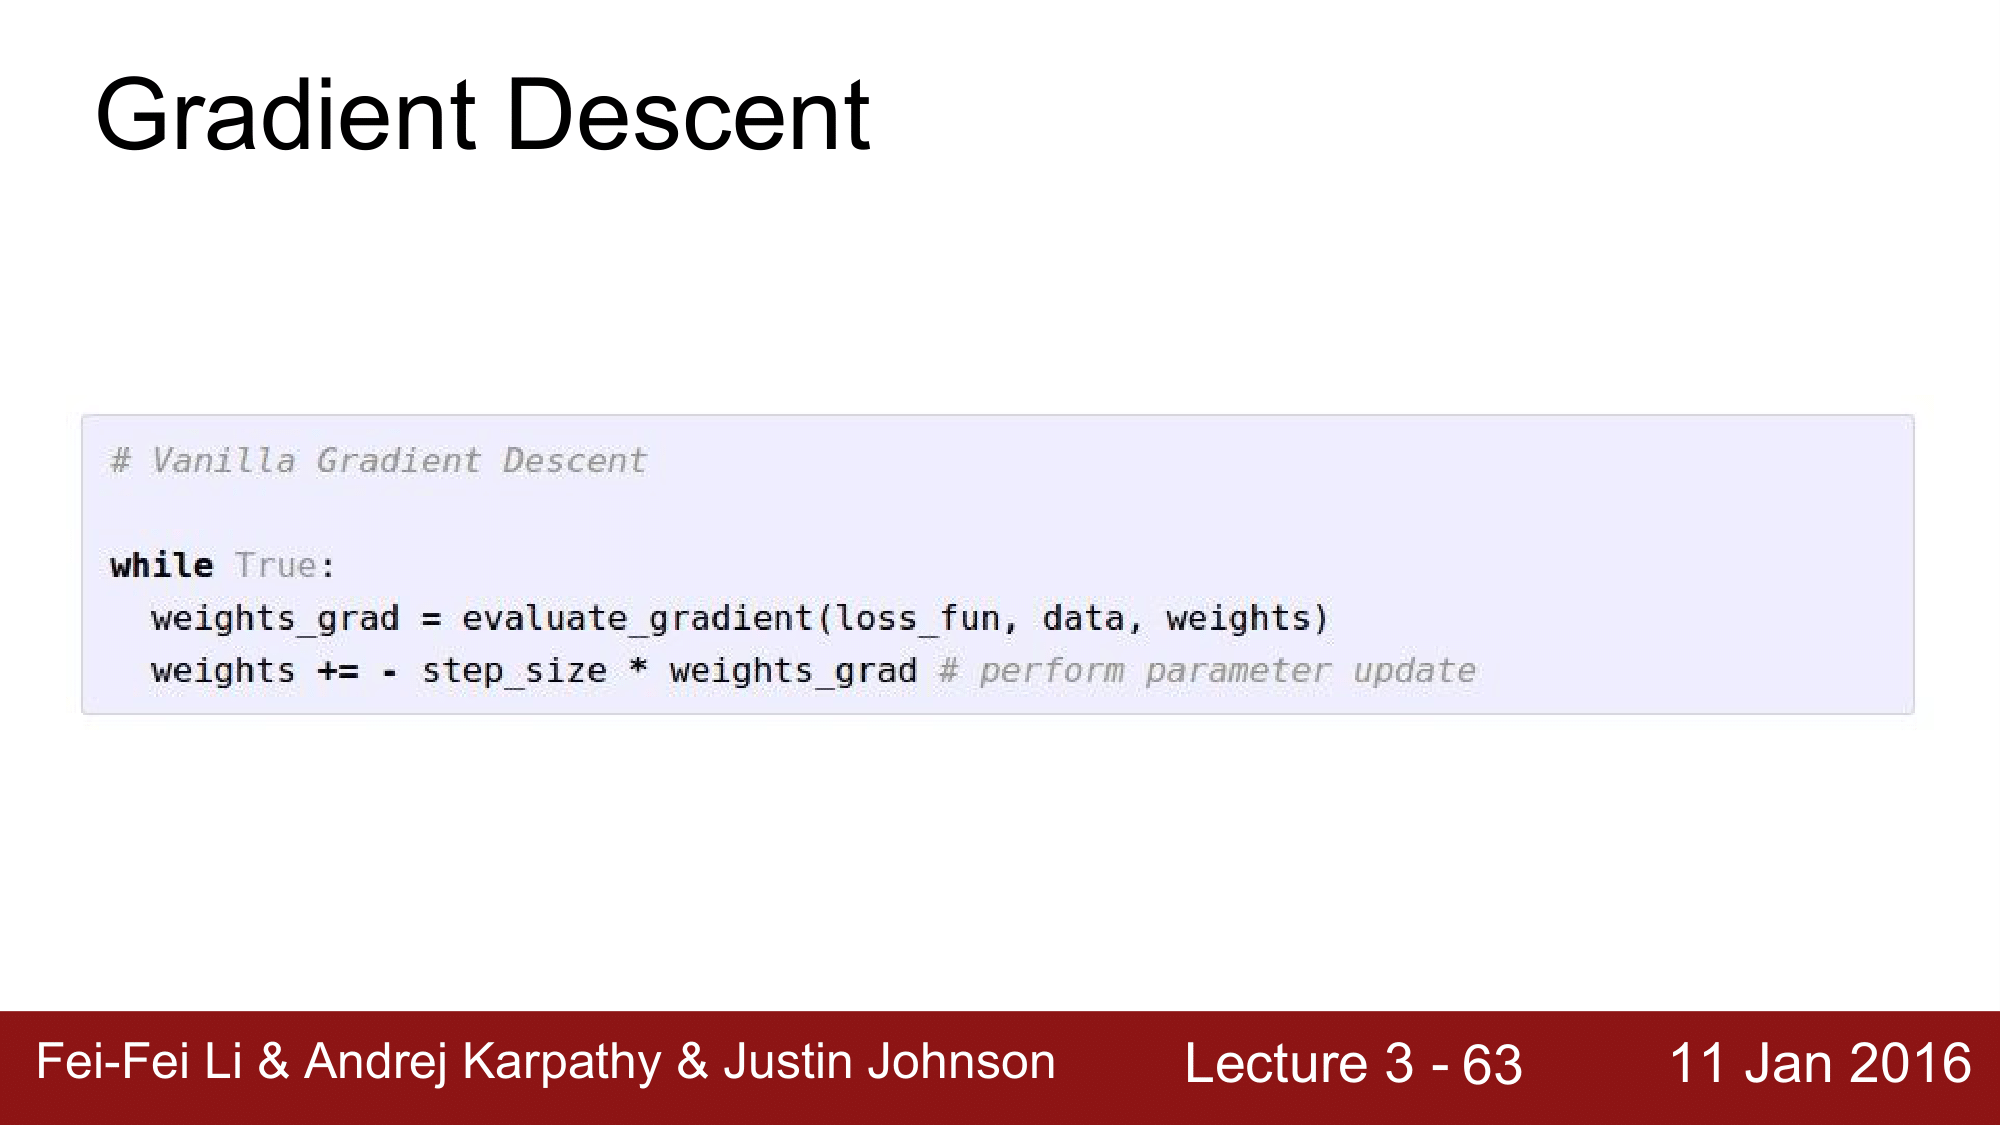 Gradient Descent
# Vanilla Gradient Descent
while True:
  weights_grad = evaluate_gradient(loss_fun, data, weights)
  weights += - step_size * weights_grad # perform parameter update
Fei-Fei Li & Andrej Karpathy & Justin Johnson
Lecture 3 - 63
11 Jan 2016